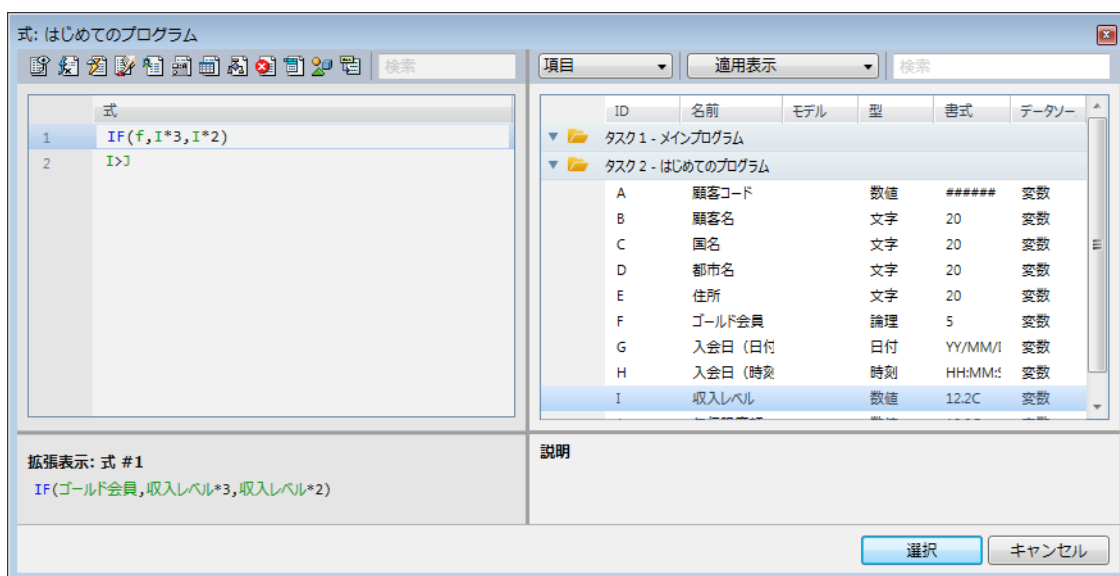 式: はじめてのプログラム
検索 項目 適用表示 検索
式
1 IF(f,I*3,I*2)
2 I>J
ID 名前 モデル 型 書式 データソー
タスク 1 - メインプログラム
タスク 2 - はじめてのプログラム
A 顧客コード 数値 ###### 変数
B 顧客名 文字 20 変数
C 国名 文字 20 変数
D 都市名 文字 20 変数
E 住所 文字 20 変数
F ゴールド会員 論理 5 変数
G 入会日（日付 日付 YY/MM/ 変数
H 入会日（時刻 時刻 HH:MM: 変数
I 収入レベル 数値 12.2C 変数
拡張表示: 式 #1
IF(ゴールド会員,収入レベル*3,収入レベル*2)
説明
選択 キャンセル